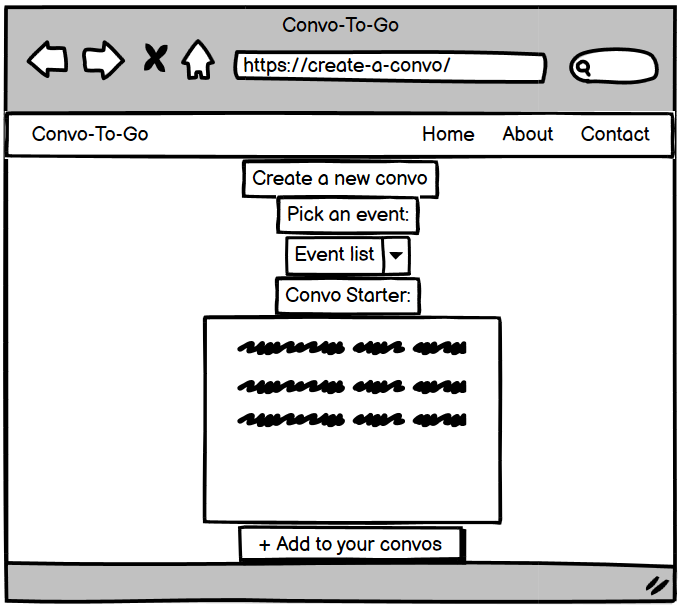 Convo-To-Go
https://create-a-convo/
Convo-To-Go Home About Contact
Create a new convo
Pick an event:
Event list
Convo Starter:
+ Add to your convos